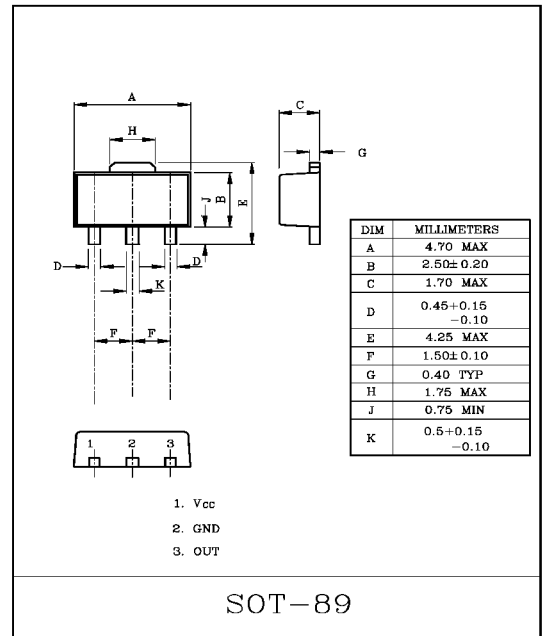 A
H
C
G
J
B
E
D
D
K
F
F
DIM MILLIMETERS
A 4.70 MAX
B 2.50±0.20
C 1.70 MAX
D 0.45+0.15
−0.10
E 4.25 MAX
F 1.50±0.10
G 0.40 TYP
H 1.75 MAX
J 0.75 MIN
K 0.5+0.15
−0.10
1 2 3
1. Vcc
2. GND
3. OUT
SOT−89